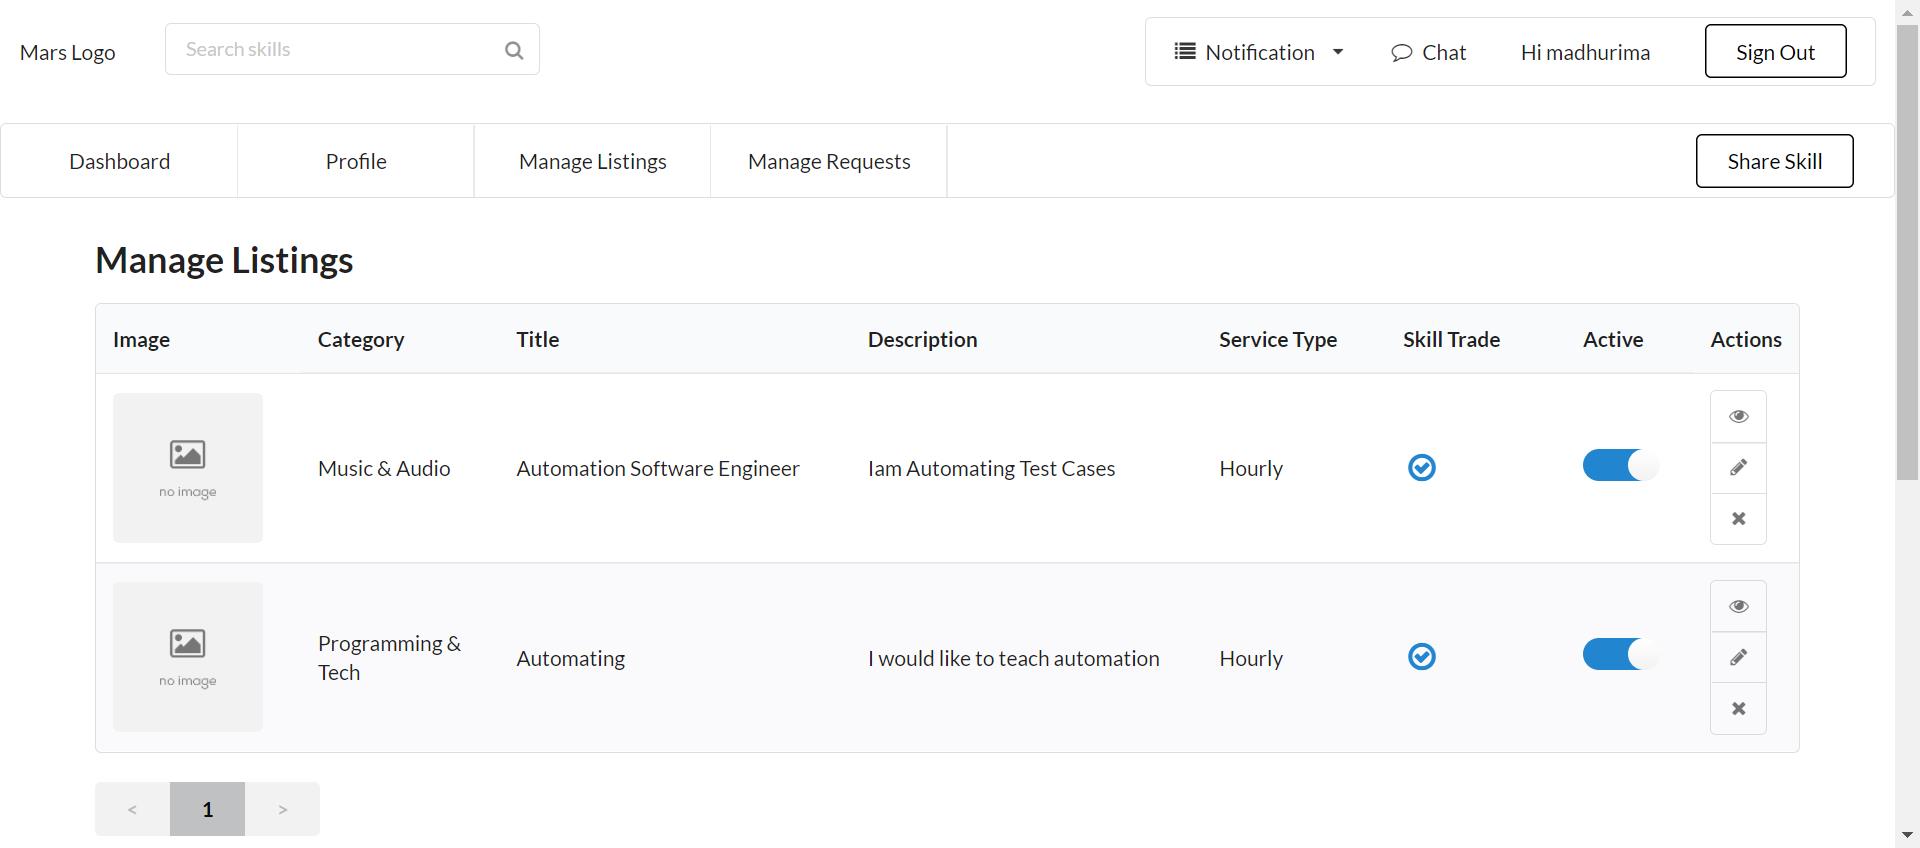 Mars Logo
Search skills
Notification
Chat
Hi madhurima
Sign Out
Dashboard
Profile
Manage Listings
Manage Requests
Share Skill
Manage Listings
Image Category Title Description Service Type Skill Trade Active Actions
no image
Music & Audio
Automation Software Engineer
Iam Automating Test Cases
Hourly
no image
Programming &
Tech
Automating
I would like to teach automation
Hourly
< 1 >